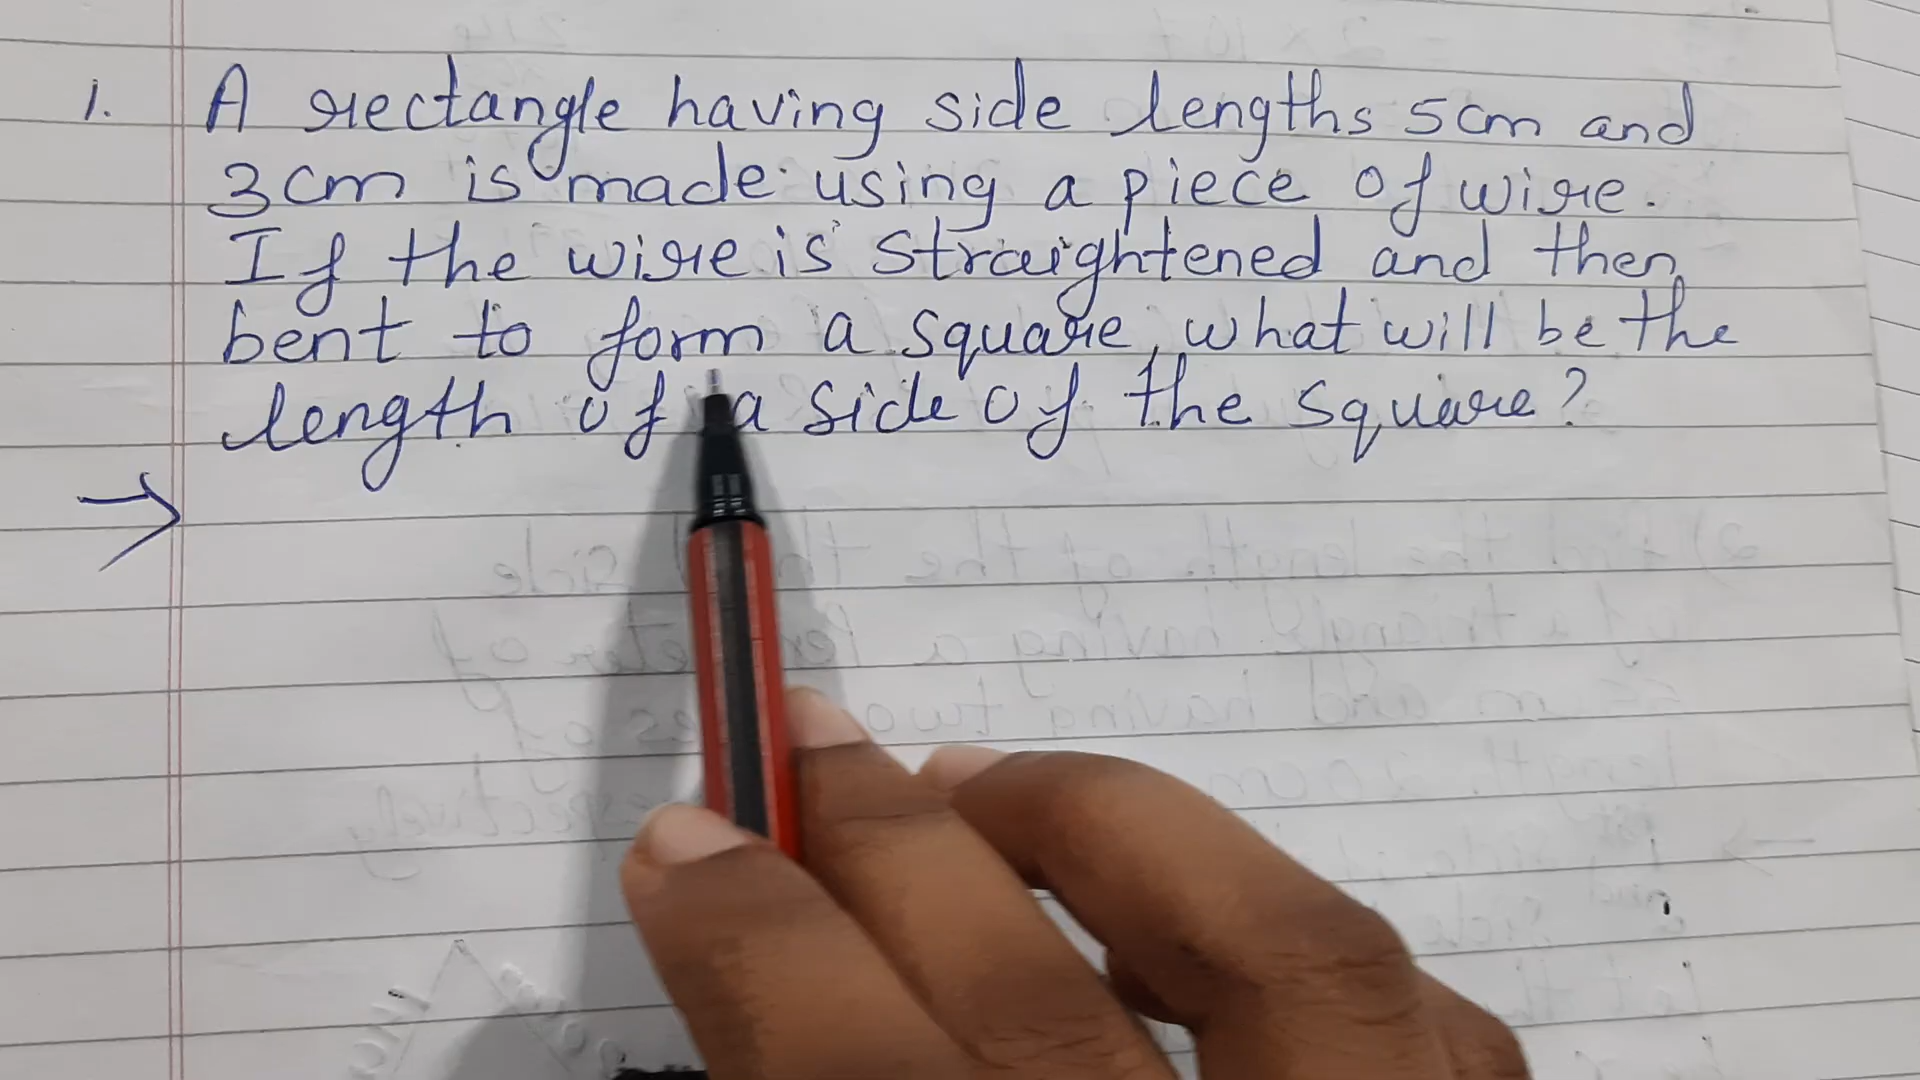 1. A rectangle having side lengths 5cm and
3cm is made using a piece of wire.
If the wire is straightened and then
bent to form a square, what will be the
length of a side of the square?